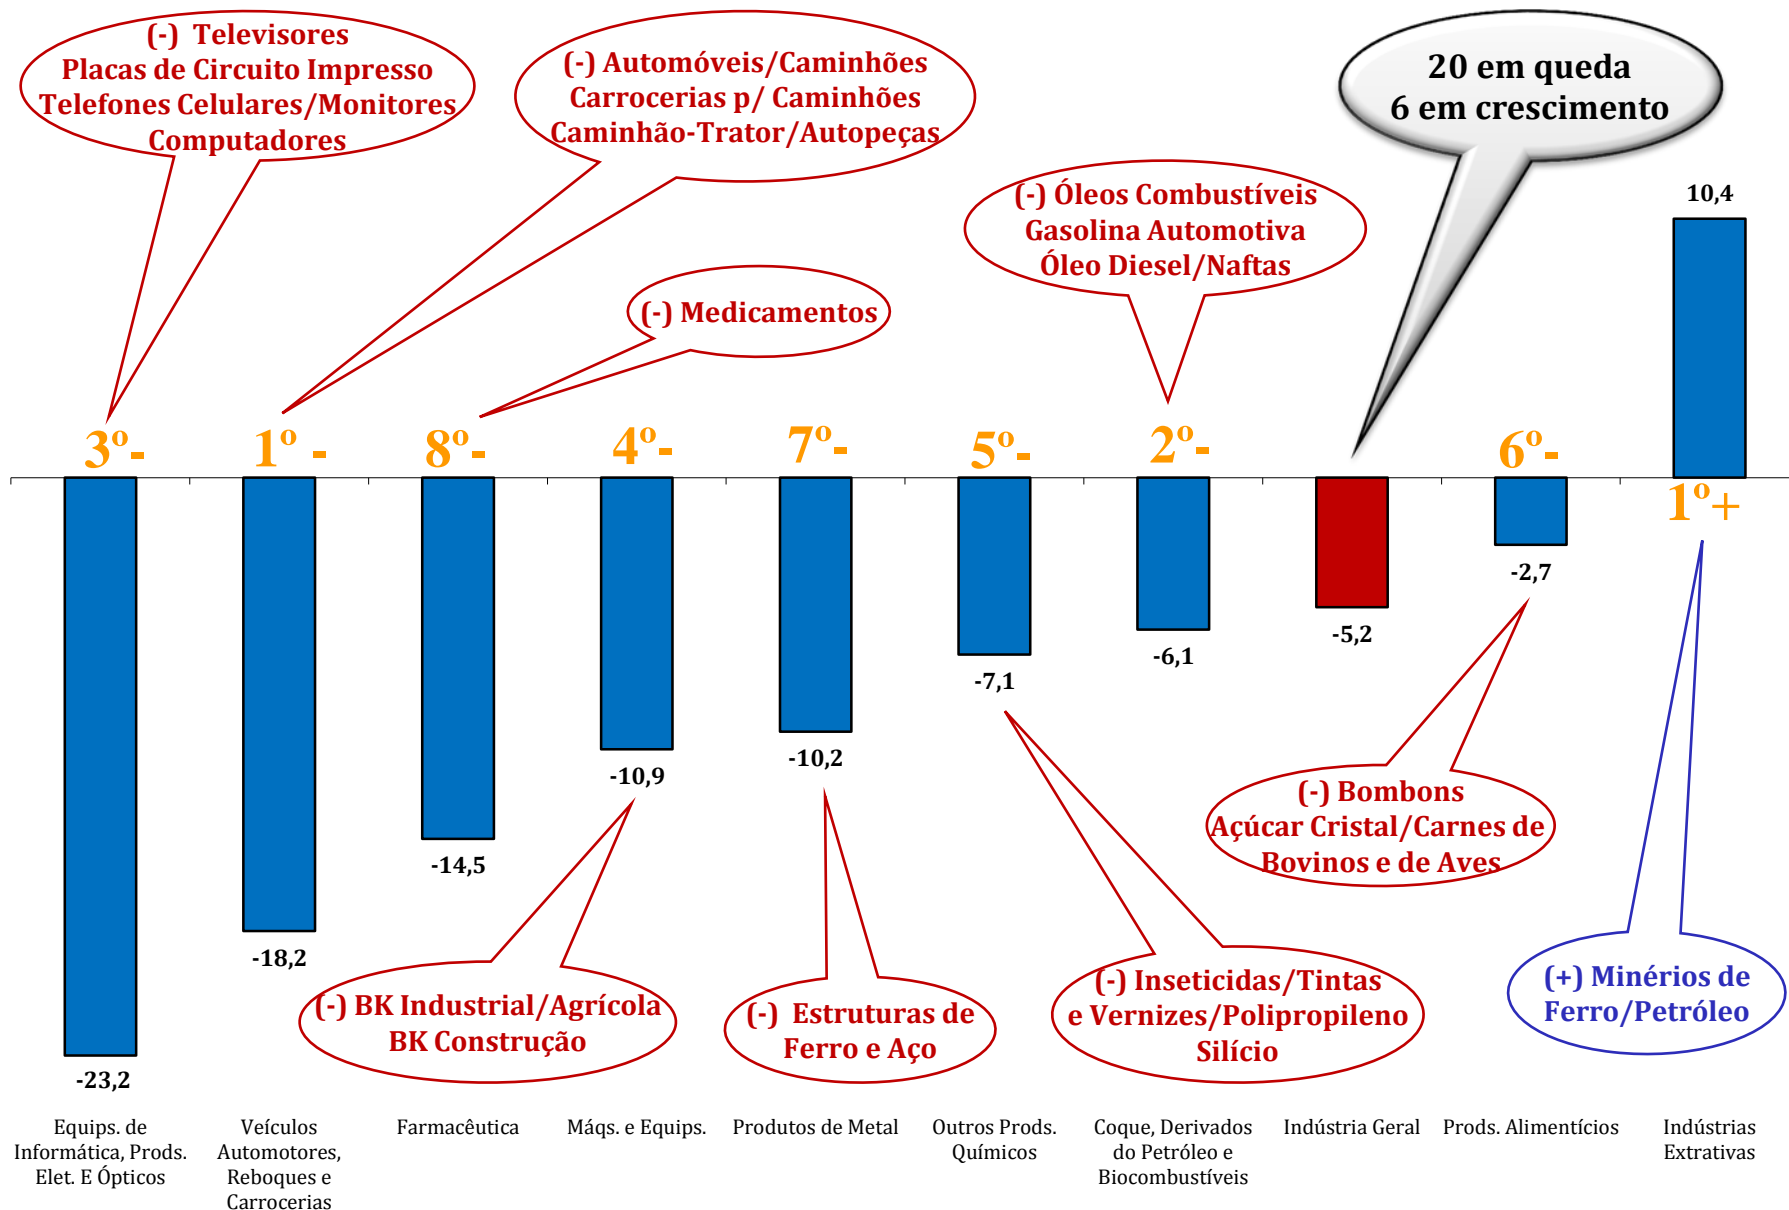 (-) Televisores
Placas de Circuito Impresso
Telefones Celulares/Monitores
Computadores
(-) Automóveis/Caminhões
Carrocerias p/ Caminhões
Caminhão-Trator/Autopeças
20 em queda
6 em crescimento
(-) Óleos Combustíveis
Gasolina Automotiva
Óleo Diesel/Naftas
(-) Medicamentos
10,4
3º-
1º -
8º-
4º-
7º-
5º-
2º-
6º-
1º+
-23,2
-18,2
-14,5
-10,9
-10,2
-7,1
-6,1
-5,2
-2,7
(-) BK Industrial/Agrícola
BK Construção
(-) Estruturas de
Ferro e Aço
(-) Inseticidas/Tintas
e Vernizes/Polipropileno
Silício
(-) Bombons
Açúcar Cristal/Carnes de
Bovinos e de Aves
(+) Minérios de
Ferro/Petróleo
Equips. de
Informática, Prods.
Elet. E Ópticos
Veículos
Automotores,
Reboques e
Carrocerias
Farmacêutica
Máqs. e Equips.
Produtos de Metal
Outros Prods.
Químicos
Coque, Derivados
do Petróleo e
Biocombustíveis
Indústria Geral
Prods. Alimentícios
Indústrias
Extrativas